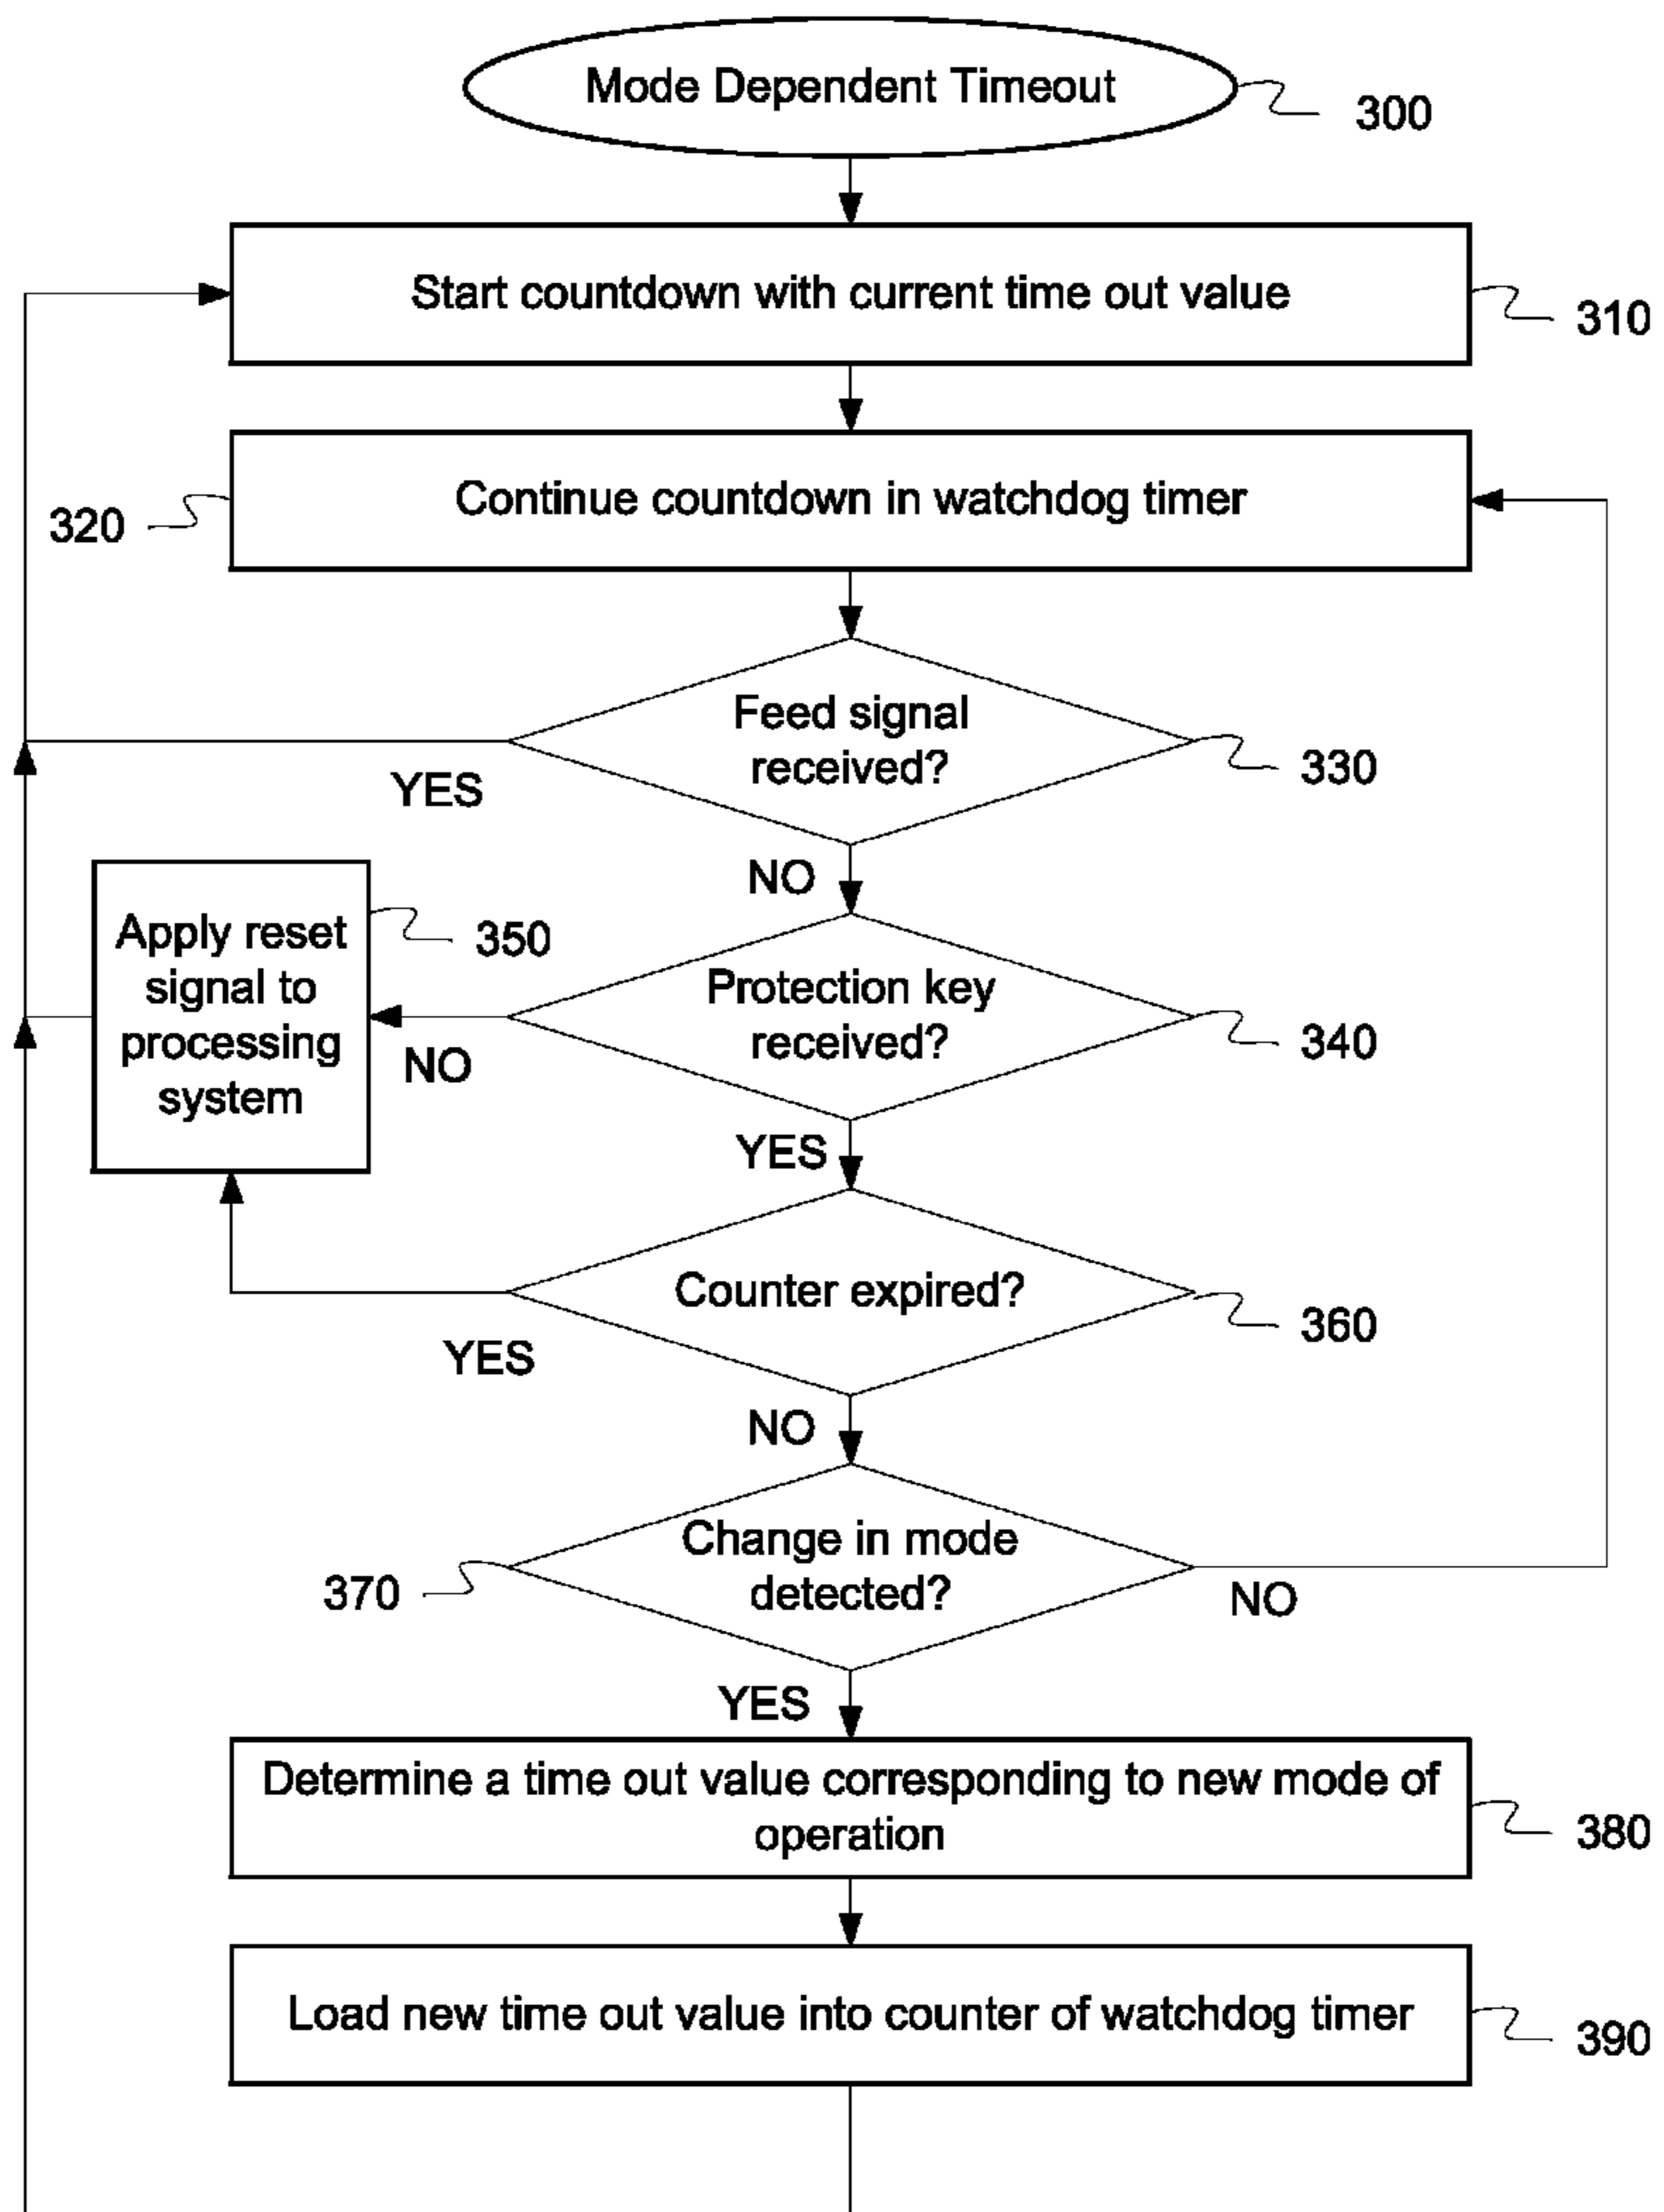 Mode Dependent Timeout
300
Start countdown with current time out value
310
Continue countdown in watchdog timer
320
Feed signal
received?
330
YES
NO
Apply reset
signal to
processing
system
350
Protection key
received?
340
NO
YES
Counter expired?
360
YES
NO
Change in mode
detected?
370
NO
YES
Determine a time out value corresponding to new mode of
operation
380
Load new time out value into counter of watchdog timer
390